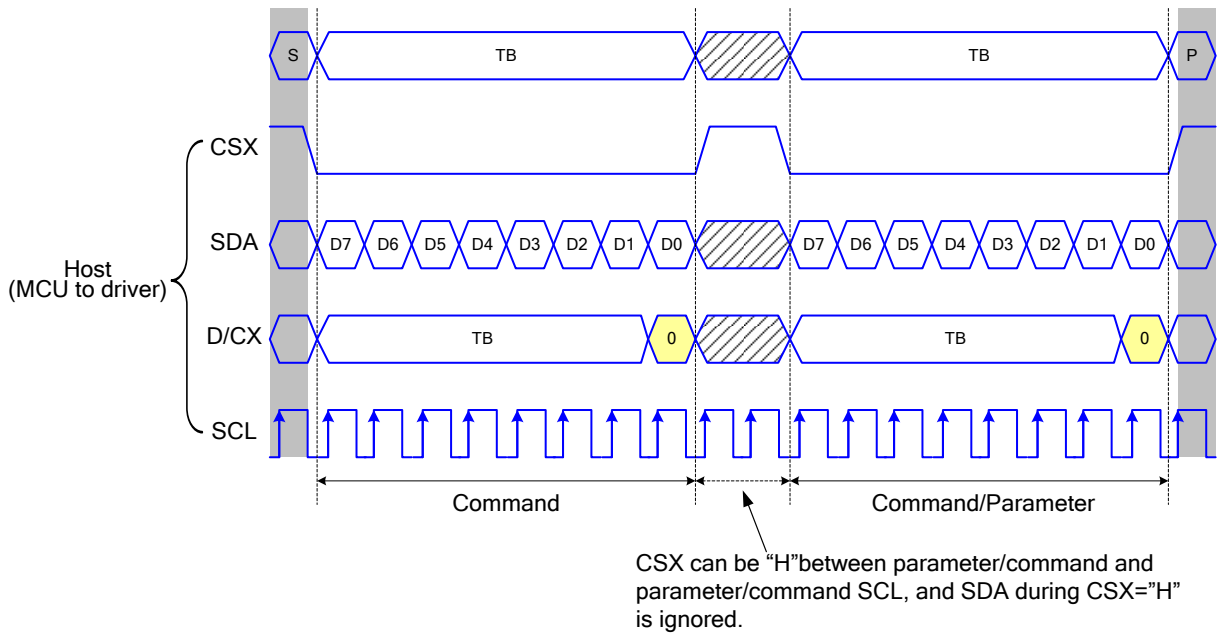 S TB TB P
CSX
SDA D7 D6 D5 D4 D3 D2 D1 D0 D7 D6 D5 D4 D3 D2 D1 D0
Host
(MCU to driver)
D/CX TB 0 TB 0
SCL
Command Command/Parameter
CSX can be “H”between parameter/command and
parameter/command SCL, and SDA during CSX=”H”
is ignored.